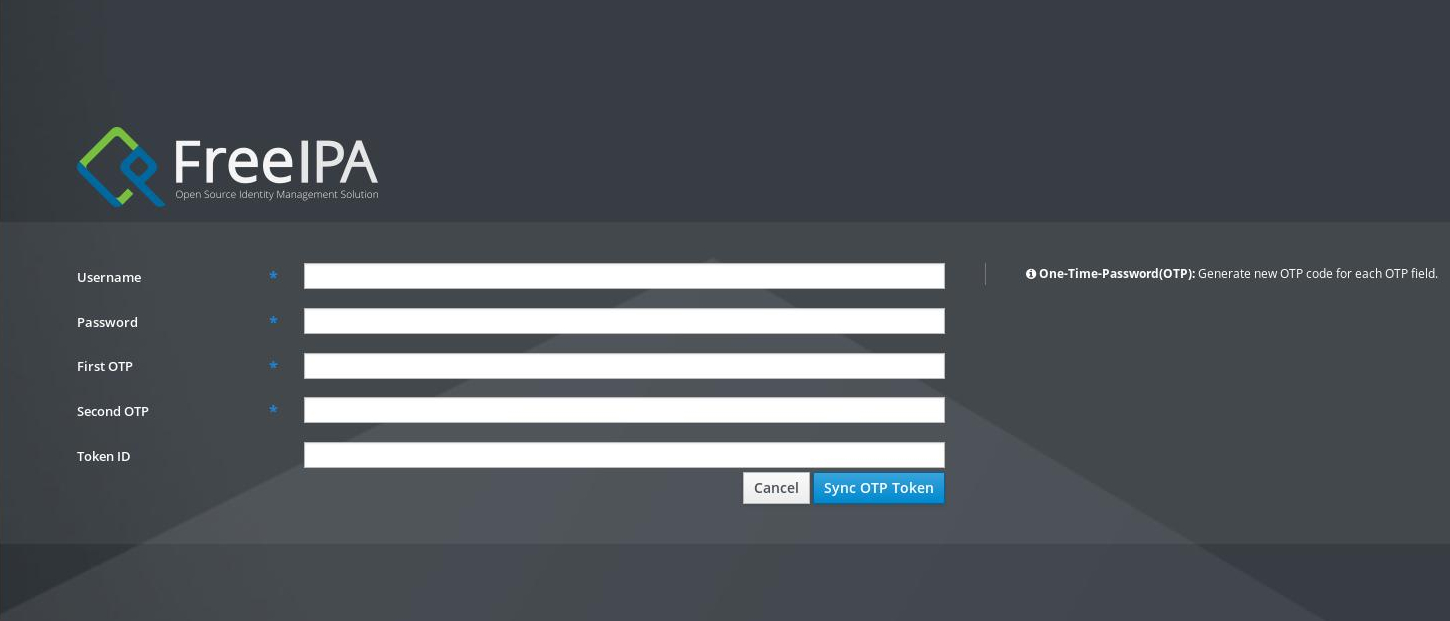 FreeIPA
Open Source Identity Management Solution
Username *
One-Time-Password(OTP): Generate new OTP code for each OTP field.
Password *
First OTP *
Second OTP *
Token ID
Cancel Sync OTP Token